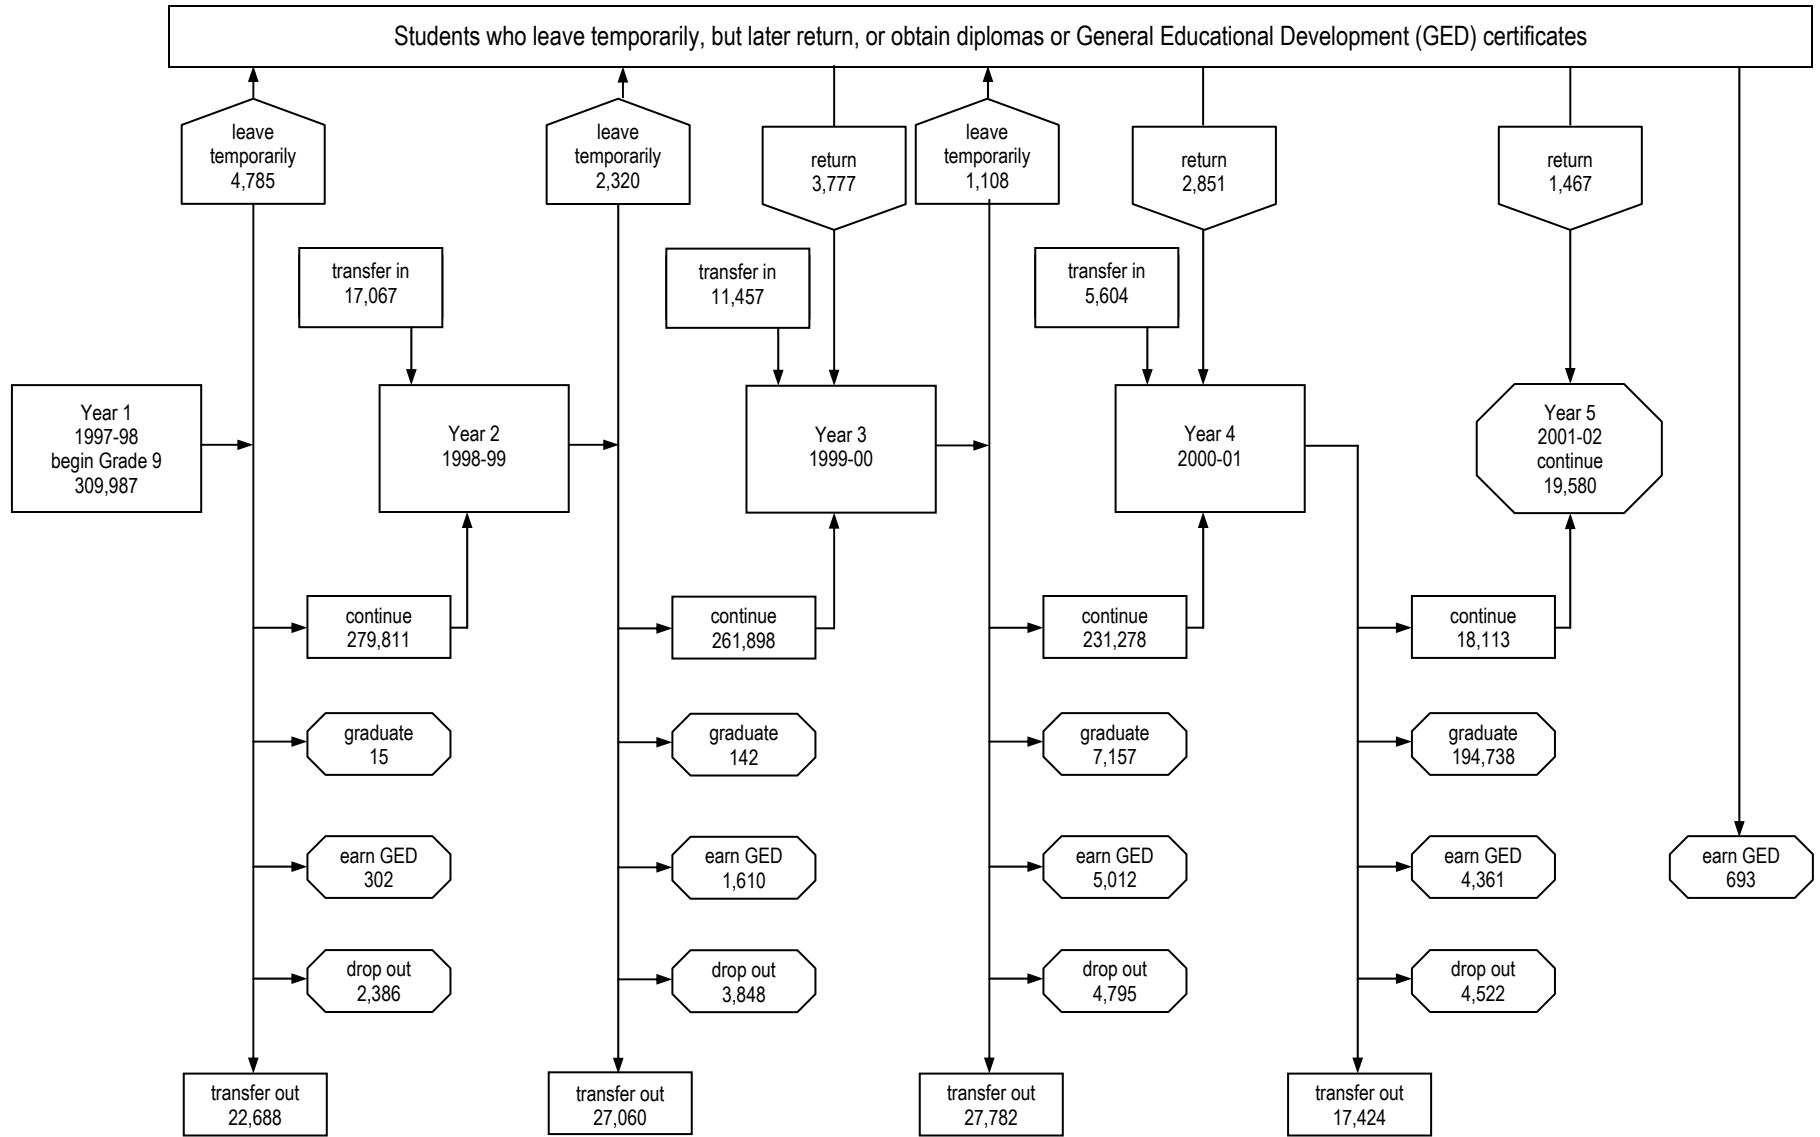 Students who leave temporarily, but later return, or obtain diplomas or General Educational Development (GED) certificates
leave
temporarily
4,785
leave
temporarily
2,320
return
3,777
leave
temporarily
1,108
return
2,851
return
1,467
transfer in
17,067
transfer in
11,457
transfer in
5,604
Year 1
1997-98
begin Grade 9
309,987
Year 2
1998-99
Year 3
1999-00
Year 4
2000-01
Year 5
2001-02
continue
19,580
continue
279,811
continue
261,898
continue
231,278
continue
18,113
graduate
15
graduate
142
graduate
7,157
graduate
194,738
earn GED
302
earn GED
1,610
earn GED
5,012
earn GED
4,361
earn GED
693
drop out
2,386
drop out
3,848
drop out
4,795
drop out
4,522
transfer out
22,688
transfer out
27,060
transfer out
27,782
transfer out
17,424